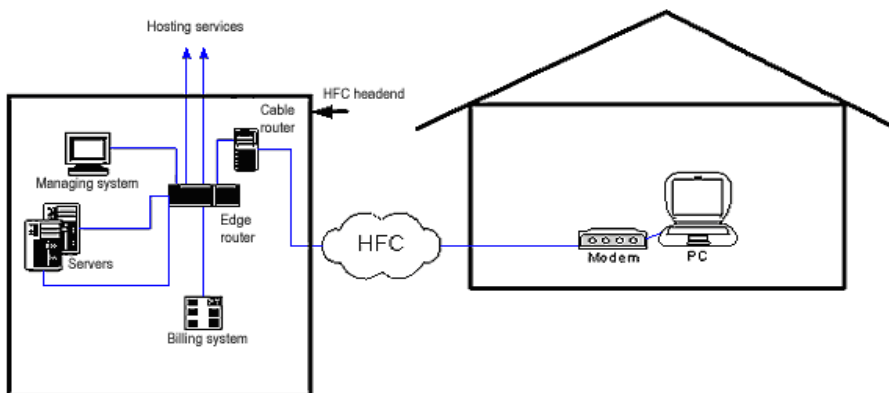 Hosting services
HFC headend
Cable
router
Managing system
Edge
router
Servers
Billing system
HFC
Modem
PC